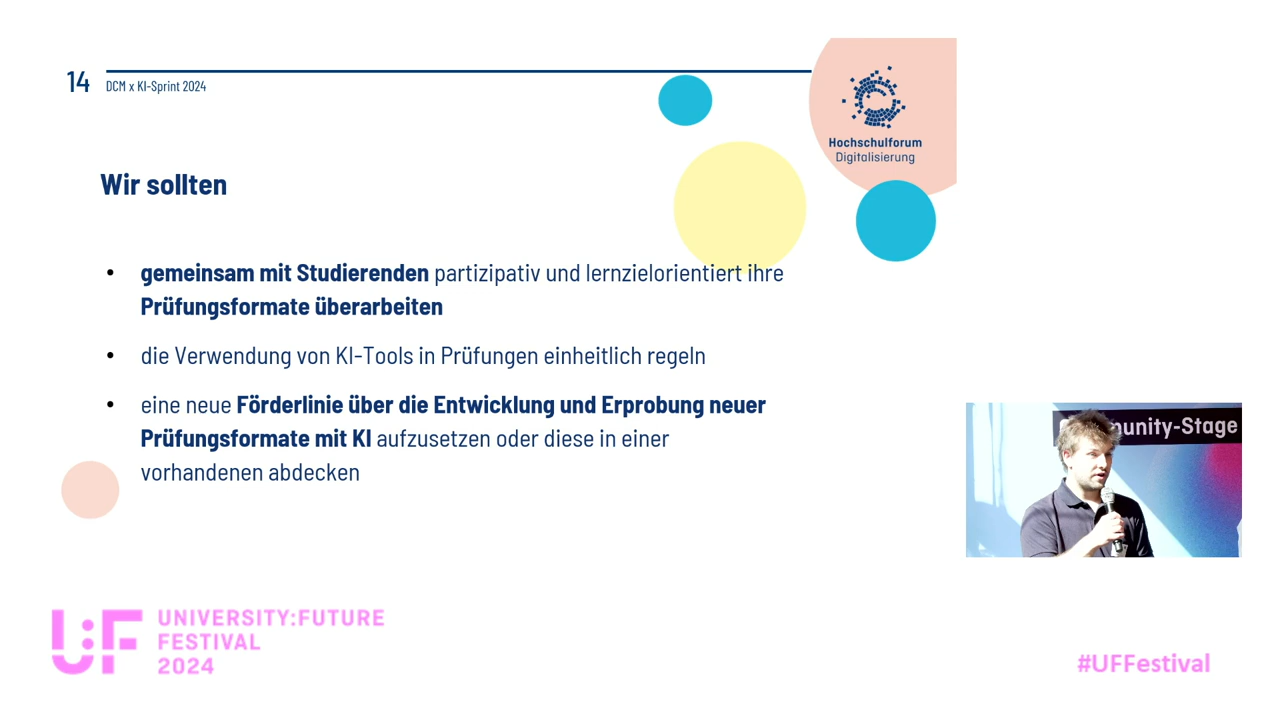 14
DCM x KI-Sprint 2024
Hochschulforum
Digitalisierung
Wir sollten
• gemeinsam mit Studierenden partizipativ und lernzielorientiert ihre
Prüfungsformate überarbeiten
• die Verwendung von KI-Tools in Prüfungen einheitlich regeln
• eine neue Förderlinie über die Entwicklung und Erprobung neuer
Prüfungsformate mit KI aufzusetzen oder diese in einer
vorhandenen abdecken
munity-Stage
U:F
UNIVERSITY:FUTURE
FESTIVAL
2024
#UFFestival